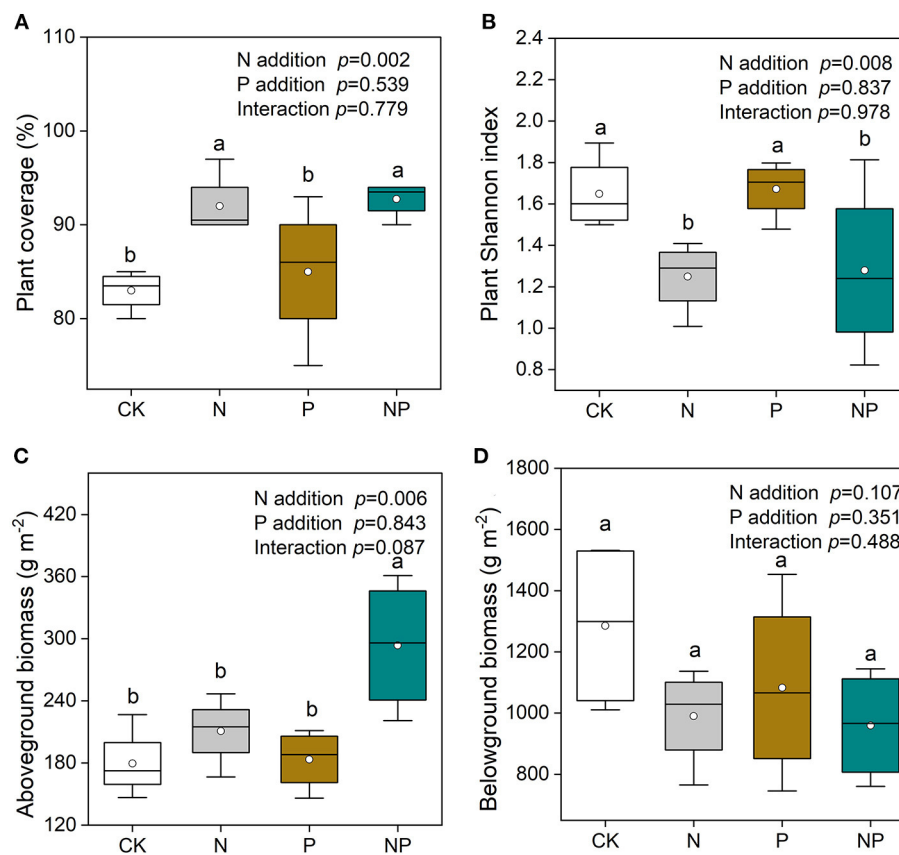 A
Plant coverage (%)
110
100
90
80
N addition p=0.002
P addition p=0.539
Interaction p=0.779
b
a
b
a
CK N P NP
B
Plant Shannon index
2.4
2.2
2.0
1.8
1.6
1.4
1.2
1.0
0.8
N addition p=0.008
P addition p=0.837
Interaction p=0.978
a
b
a
b
CK N P NP
C
Aboveground biomass (g m⁻²)
420
360
300
240
180
120
N addition p=0.006
P addition p=0.843
Interaction p=0.087
b
b
b
a
CK N P NP
D
Belowground biomass (g m⁻²)
1800
1600
1400
1200
1000
800
N addition p=0.107
P addition p=0.351
Interaction p=0.488
a
a
a
a
CK N P NP